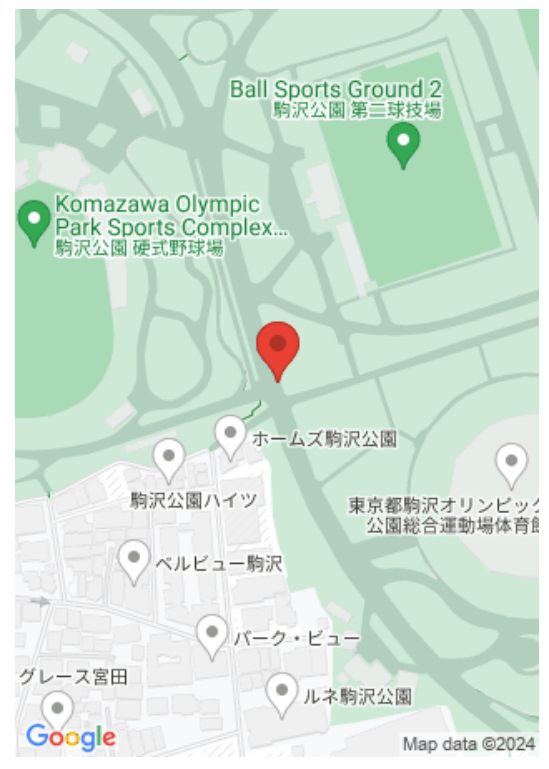 Ball Sports Ground 2
駒沢公園 第二球技場
Komazawa Olympic
Park Sports Complex...
駒沢公園 硬式野球場
ホームズ駒沢公園
駒沢公園ハイツ
東京都駒沢オリンピック
公園総合運動場体育館
ベルビュー駒沢
パーク・ビュー
グレース宮田
ルネ駒沢公園
Google
Map data ©2024